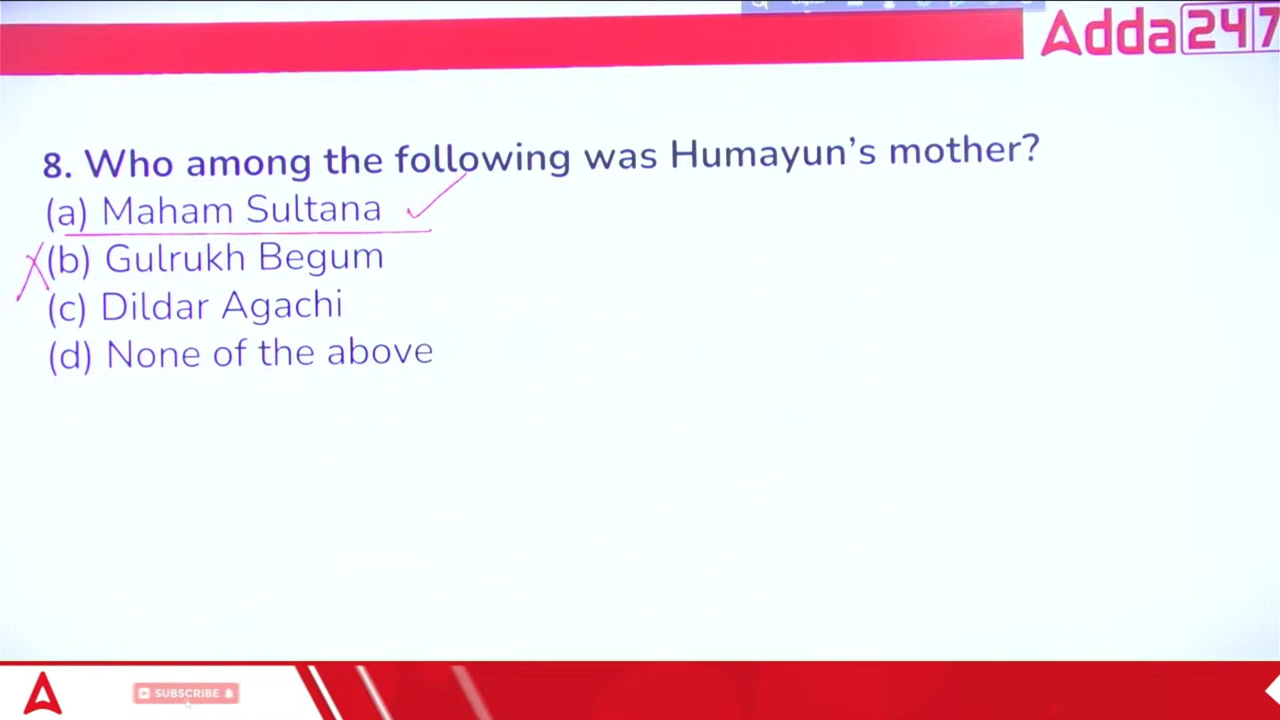 Adda247
8. Who among the following was Humayun's mother?
(a) Maham Sultana
(b) Gulrukh Begum
(c) Dildar Agachi
(d) None of the above
SUBSCRIBE